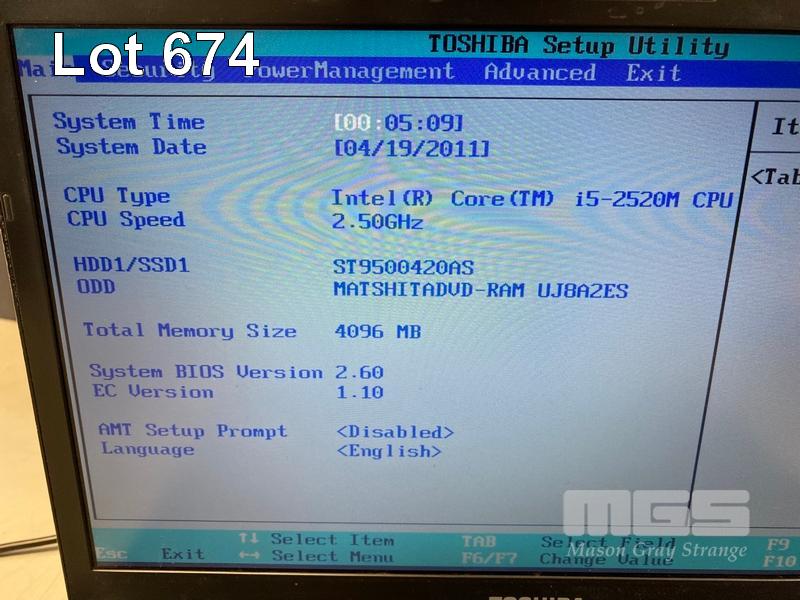 Lot 674
TOSHIBA Setup Utility
Main Security PowerManagement Advanced Exit
System Time [00:05:09]
System Date [04/19/2011]
CPU Type Intel(R) Core(TM) i5-2520M CPU
CPU Speed 2.50GHz
HDD1/SSD1 ST9500420AS
ODD MATSHITADVD-RAM UJ8A2ES
Total Memory Size 4096 MB
System BIOS Version 2.60
EC Version 1.10
AMT Setup Prompt <Disabled>
Language <English>
It
<Tab
↑↓ Select Item TAB Select Field F9
Esc Exit ↔ Select Menu F6/F7 Change Value F10
MGS
Mason Gray Strange
TOSHIBA